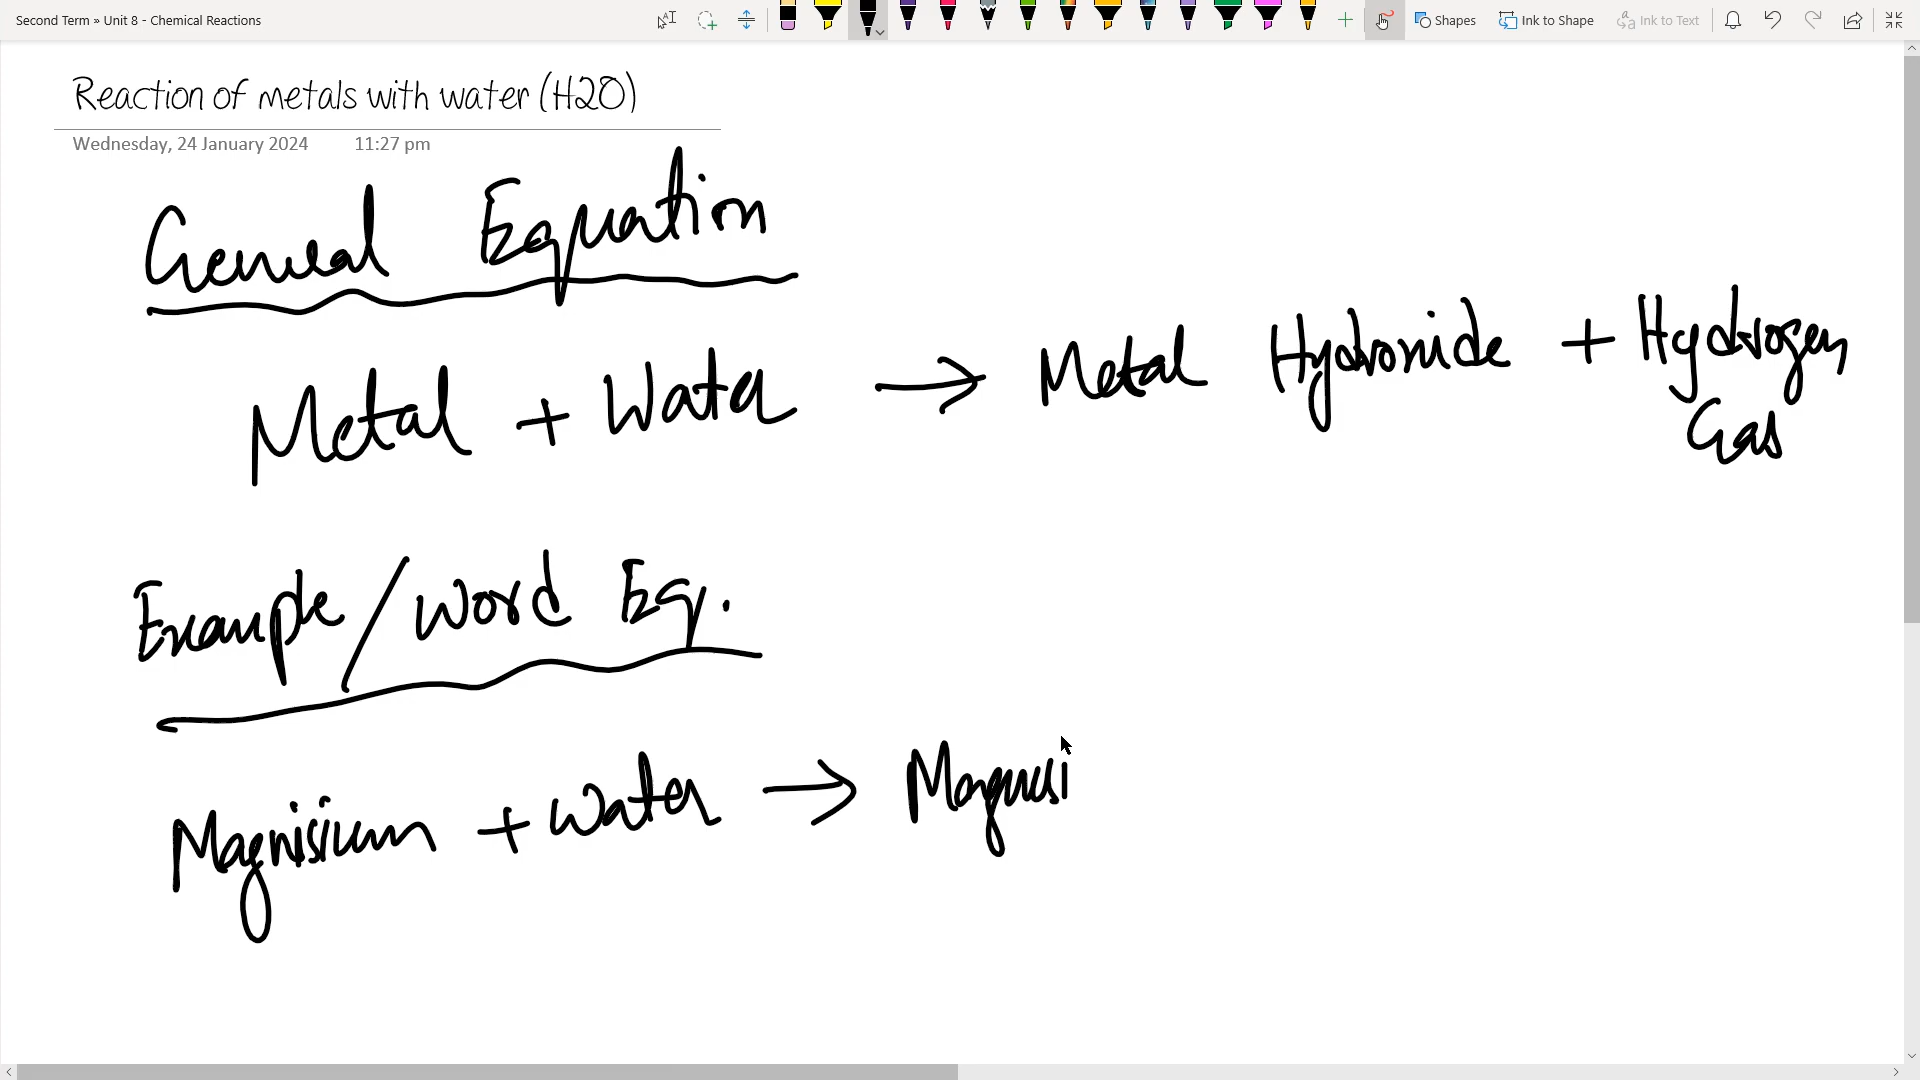 Second Term » Unit 8 - Chemical Reactions
Shapes Ink to Shape Ink to Text
Reaction of metals with water (H2O)
Wednesday, 24 January 2024 11:27 pm
General Equation
Metal + Water → Metal Hydroxide + Hydrogen
Gas
Example/Word Eq.
Magnisium + Water → Magnesi